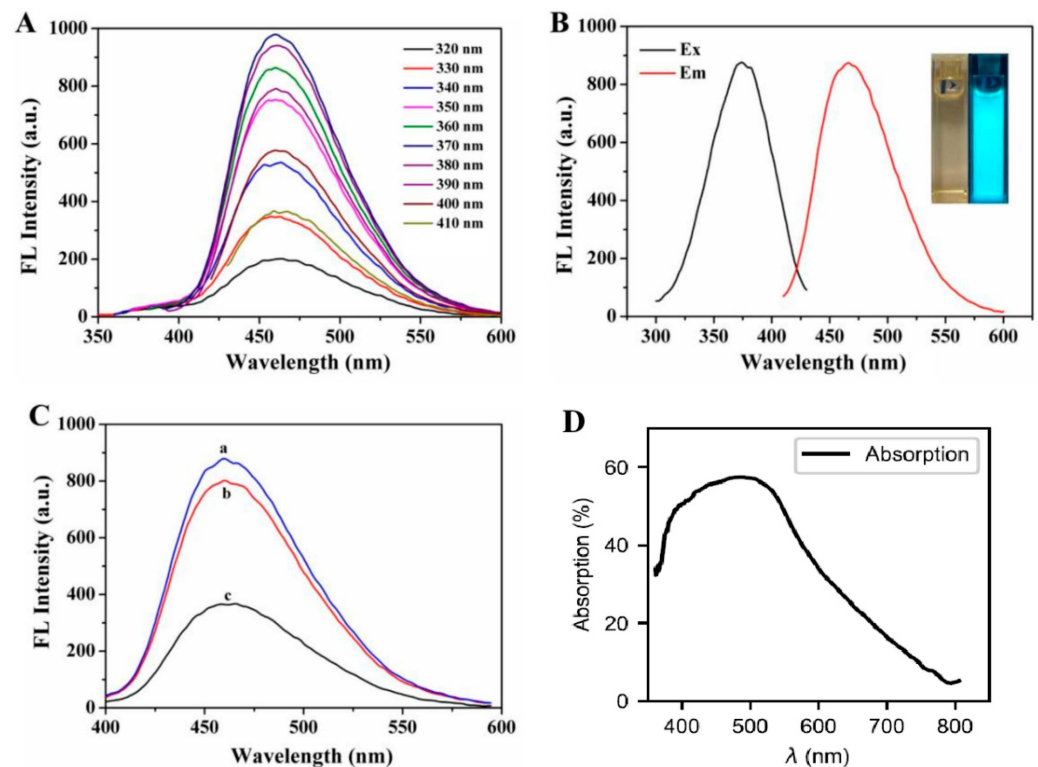 A
FL Intensity (a.u.)
1000
800
600
400
200
0
350 400 450 500 550 600
Wavelength (nm)
320 nm
330 nm
340 nm
350 nm
360 nm
370 nm
380 nm
390 nm
400 nm
410 nm
B
FL Intensity (a.u.)
1000
800
600
400
200
0
300 350 400 450 500 550 600
Wavelength (nm)
Ex
Em
C
FL Intensity (a.u.)
1000
800
600
400
200
0
400 450 500 550 600
Wavelength (nm)
a
b
c
D
Absorption (%)
60
40
20
0
400 500 600 700 800
λ (nm)
Absorption